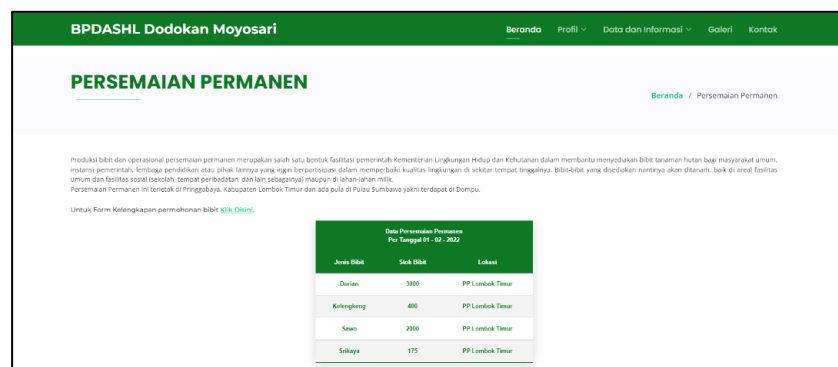 BPDASHL Dodokan Moyosari
Beranda Profil Data dan Informasi Galeri Kontak
PERSEMAIAN PERMANEN
Beranda / Persemaian Permanen
Produksi bibit dan operasional persemaian permanen merupakan salah satu bentuk fasilitasi pemerintah Kementerian Lingkungan Hidup dan Kehutanan dalam membantu menyediakan bibit tanaman hutan bagi masyarakat umum,
instansi pemerintah, lembaga pendidikan atau pihak lainnya yang ingin berpartisipasi dalam memperbaiki kualitas lingkungan di sekitar tempat tinggalnya. Bibit-bibit yang disediakan nantinya akan ditanam, baik di areal fasilitas
umum dan fasilitas sosial (sekolah, tempat peribadatan, dan lain sebagainya) maupun di lahan-lahan milik.
Persemaian Permanen ini terletak di Pringgabaya, Kabupaten Lombok Timur dan ada pula di Pulau Sumbawa yakni terdapat di Dompu.
Untuk Form Kelengkapan permohonan bibit Klik Disini.
Data Persemaian Permanen
Per Tanggal 01 - 02 - 2022
Jenis Bibit Stok Bibit Lokasi
Durian 3000 PP Lombok Timur
Kelengkeng 400 PP Lombok Timur
Sawo 2000 PP Lombok Timur
Srikaya 175 PP Lombok Timur